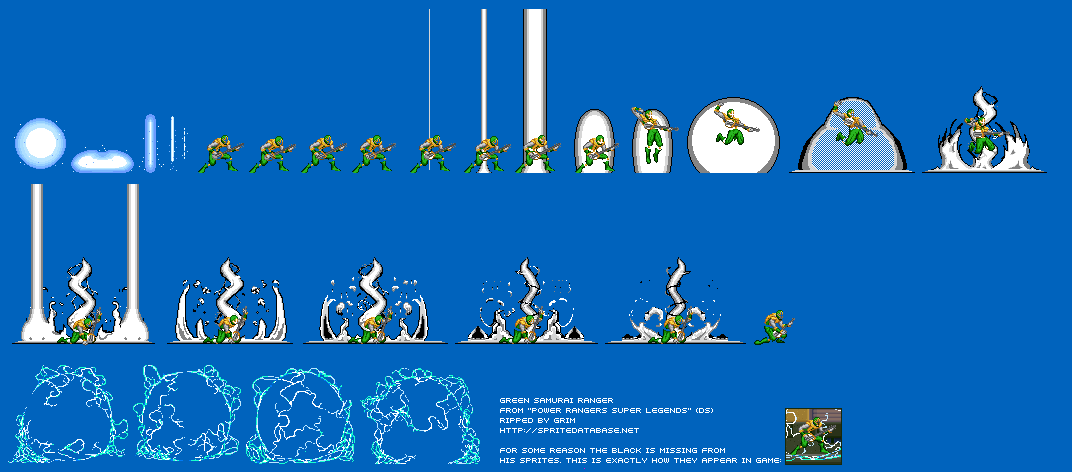 GREEN SAMURAI RANGER
FROM "POWER RANGERS SUPER LEGENDS" (DS)
RIPPED BY GRIM
HTTP://SPRITEDATABASE.NET
FOR SOME REASON THE BLACK IS MISSING FROM
HIS SPRITES. THIS IS EXACTLY HOW THEY APPEAR IN GAME: